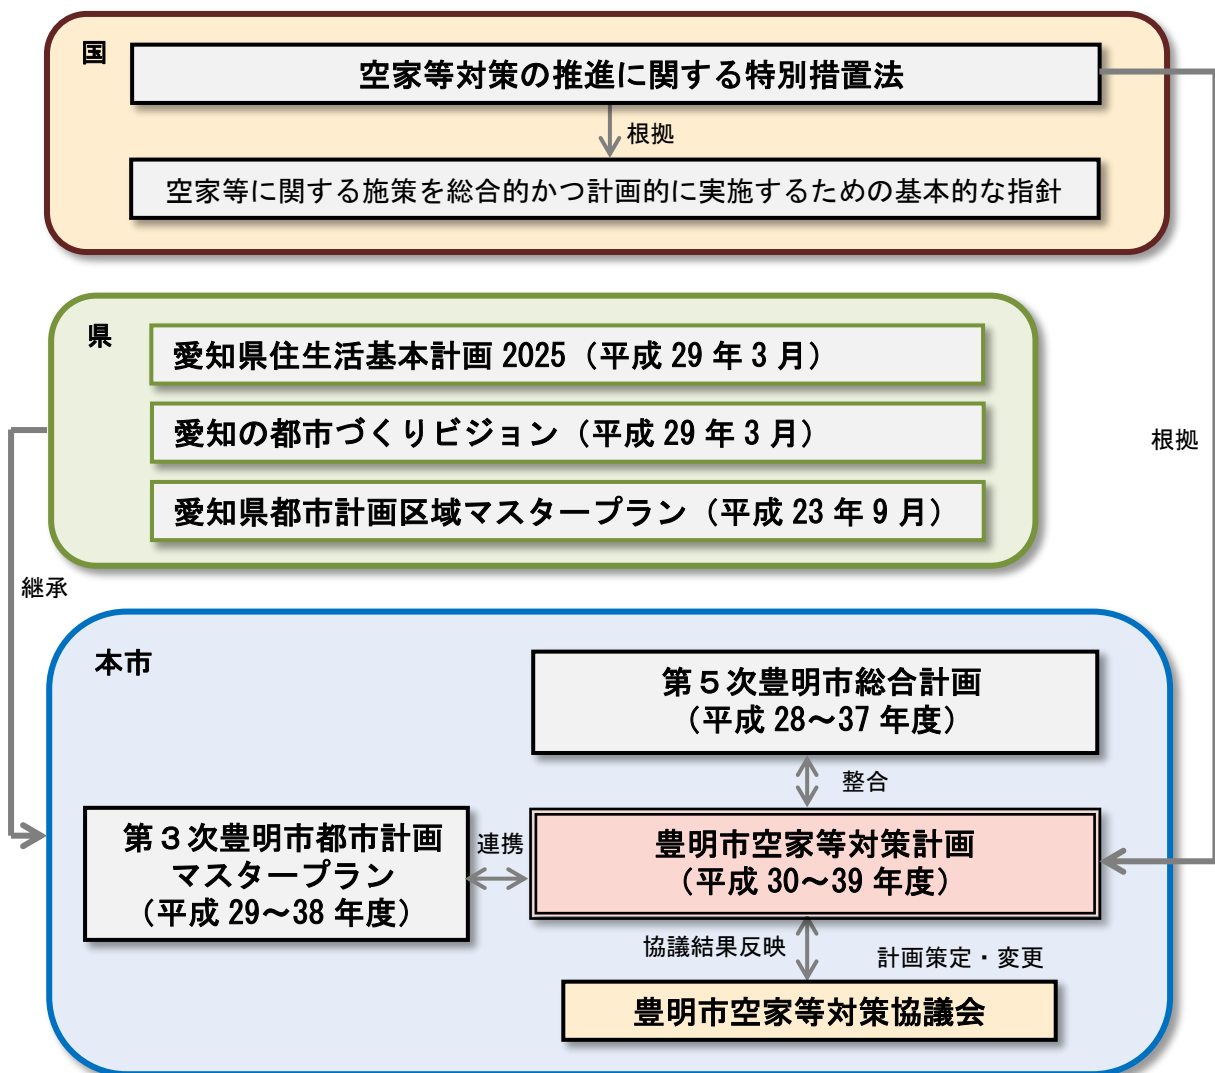 国
空家等対策の推進に関する特別措置法
根拠
空家等に関する施策を総合的かつ計画的に実施するための基本的な指針
県
愛知県住生活基本計画 2025(平成 29 年 3 月)
愛知の都市づくりビジョン(平成 29 年 3 月)
愛知県都市計画区域マスタープラン(平成 23 年 9 月)
根拠
継承
本市
第5次豊明市総合計画
(平成 28~37 年度)
整合
第3次豊明市都市計画
マスタープラン
(平成 29~38 年度)
連携
豊明市空家等対策計画
(平成 30~39 年度)
協議結果反映
計画策定・変更
豊明市空家等対策協議会